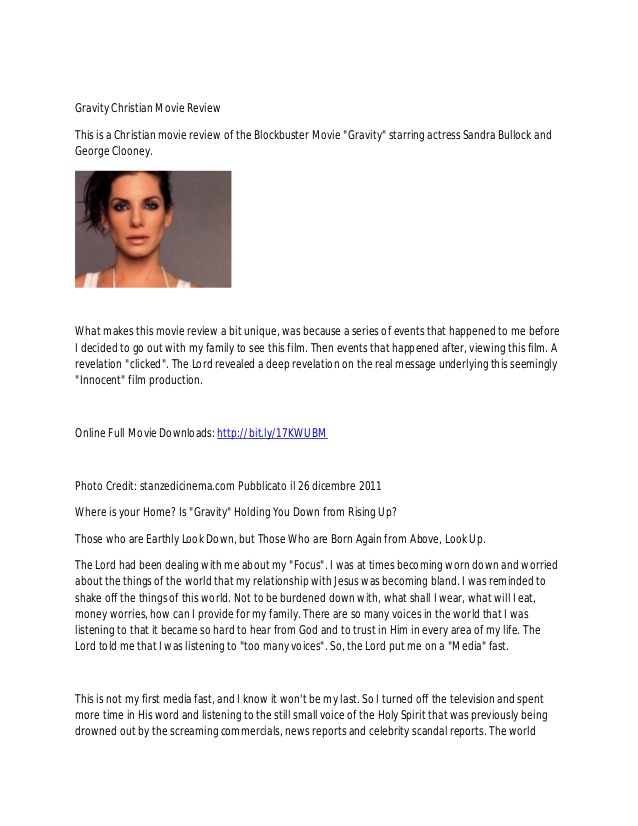 Gravity Christian Movie Review
This is a Christian movie review of the Blockbuster Movie "Gravity" starring actress Sandra Bullock and
George Clooney.
What makes this movie review a bit unique, was because a series of events that happened to me before
I decided to go out with my family to see this film. Then events that happened after, viewing this film. A
revelation "clicked". The Lord revealed a deep revelation on the real message underlying this seemingly
"Innocent" film production.
Online Full Movie Downloads: http://bit.ly/17KWUBM
Photo Credit: stanzedicinema.com Pubblicato il 26 dicembre 2011
Where is your Home? Is "Gravity" Holding You Down from Rising Up?
Those who are Earthly Look Down, but Those Who are Born Again from Above, Look Up.
The Lord had been dealing with me about my "Focus". I was at times becoming worn down and worried
about the things of the world that my relationship with Jesus was becoming bland. I was reminded to
shake off the things of this world. Not to be burdened down with, what shall I wear, what will I eat,
money worries, how can I provide for my family. There are so many voices in the world that I was
listening to that it became so hard to hear from God and to trust in Him in every area of my life. The
Lord told me that I was listening to "too many voices". So, the Lord put me on a "Media" fast.
This is not my first media fast, and I know it won't be my last. So I turned off the television and spent
more time in His word and listening to the still small voice of the Holy Spirit that was previously being
drowned out by the screaming commercials, news reports and celebrity scandal reports. The world